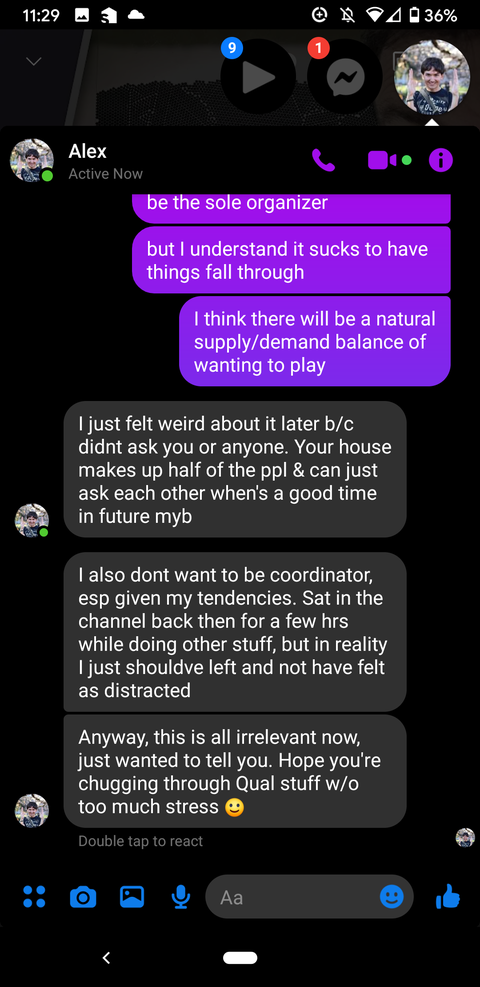 11:29
36%
9
1
Alex
Active Now
be the sole organizer
but I understand it sucks to have
things fall through
I think there will be a natural
supply/demand balance of
wanting to play
I just felt weird about it later b/c
didnt ask you or anyone. Your house
makes up half of the ppl & can just
ask each other when's a good time
in future myb
I also dont want to be coordinator,
esp given my tendencies. Sat in the
channel back then for a few hrs
while doing other stuff, but in reality
I just shouldve left and not have felt
as distracted
Anyway, this is all irrelevant now,
just wanted to tell you. Hope you're
chugging through Qual stuff w/o
too much stress 🙂
Double tap to react
Aa